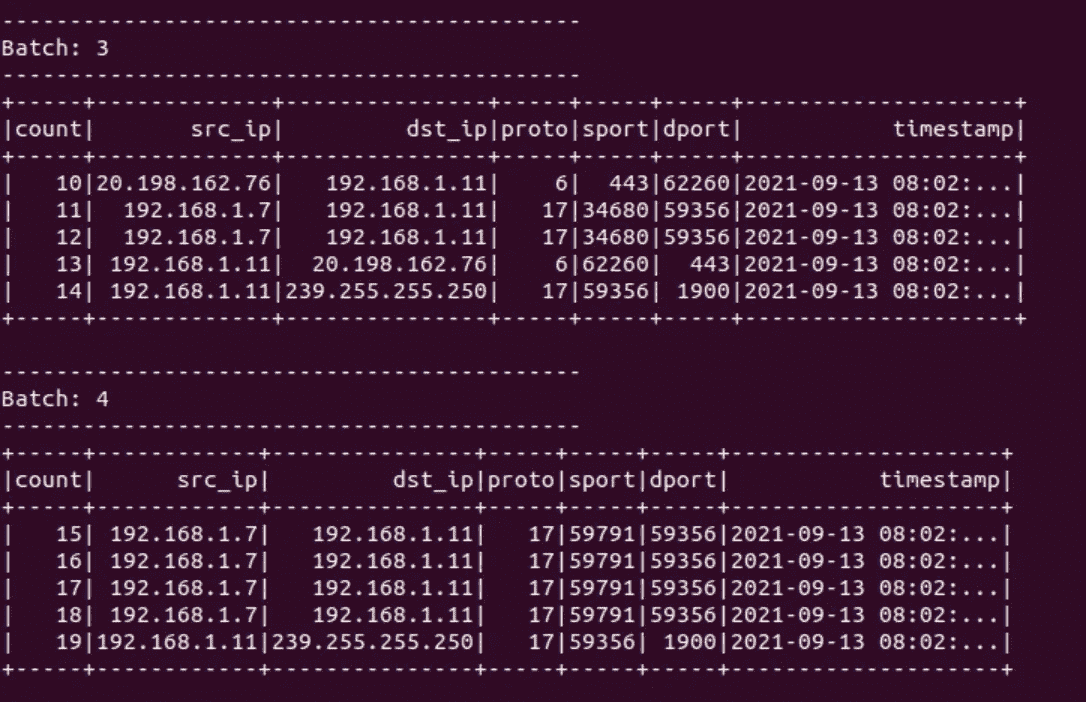 -------------------------------------------
Batch: 3
-------------------------------------------
+-----+-------------+---------------+-----+-----+-----+--------------------+
|count|       src_ip|         dst_ip|proto|sport|dport|           timestamp|
+-----+-------------+---------------+-----+-----+-----+--------------------+
|   10|20.198.162.76|   192.168.1.11|    6|  443|62260|2021-09-13 08:02:...|
|   11|  192.168.1.7|   192.168.1.11|   17|34680|59356|2021-09-13 08:02:...|
|   12|  192.168.1.7|   192.168.1.11|   17|34680|59356|2021-09-13 08:02:...|
|   13| 192.168.1.11|  20.198.162.76|    6|62260|  443|2021-09-13 08:02:...|
|   14| 192.168.1.11|239.255.255.250|   17|59356| 1900|2021-09-13 08:02:...|
+-----+-------------+---------------+-----+-----+-----+--------------------+
-------------------------------------------
Batch: 4
-------------------------------------------
+-----+------------+---------------+-----+-----+-----+--------------------+
|count|      src_ip|         dst_ip|proto|sport|dport|           timestamp|
+-----+------------+---------------+-----+-----+-----+--------------------+
|   15| 192.168.1.7|   192.168.1.11|   17|59791|59356|2021-09-13 08:02:...|
|   16| 192.168.1.7|   192.168.1.11|   17|59791|59356|2021-09-13 08:02:...|
|   17| 192.168.1.7|   192.168.1.11|   17|59791|59356|2021-09-13 08:02:...|
|   18| 192.168.1.7|   192.168.1.11|   17|59791|59356|2021-09-13 08:02:...|
|   19|192.168.1.11|239.255.255.250|   17|59356| 1900|2021-09-13 08:02:...|
+-----+------------+---------------+-----+-----+-----+--------------------+